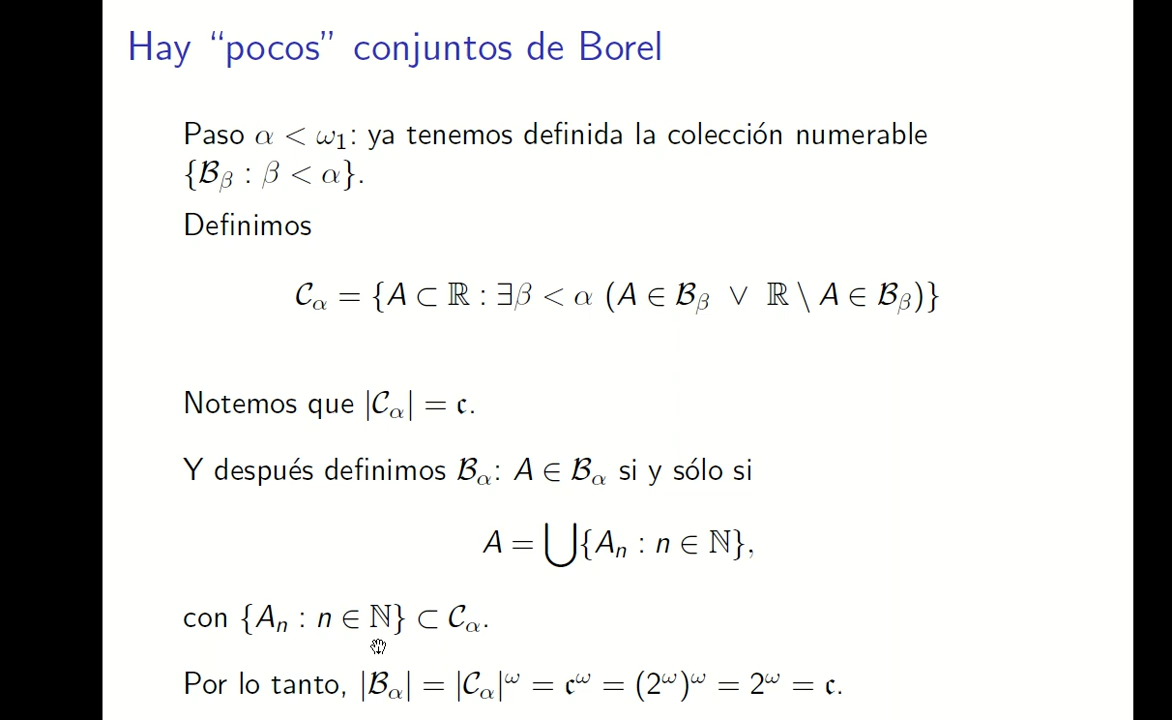 Hay “pocos” conjuntos de Borel
Paso α < ω₁: ya tenemos definida la colección numerable
{ℬ_β : β < α}.
Definimos
𝒞_α = {A ⊂ ℝ : ∃β < α (A ∈ ℬ_β ∨ ℝ \ A ∈ ℬ_β)}
Notemos que |𝒞_α| = 𝔠.
Y después definimos ℬ_α: A ∈ ℬ_α si y sólo si
A = ⋃{A_n : n ∈ ℕ},
con {A_n : n ∈ ℕ} ⊂ 𝒞_α.
Por lo tanto, |ℬ_α| = |𝒞_α|^ω = 𝔠^ω = (2^ω)^ω = 2^ω = 𝔠.